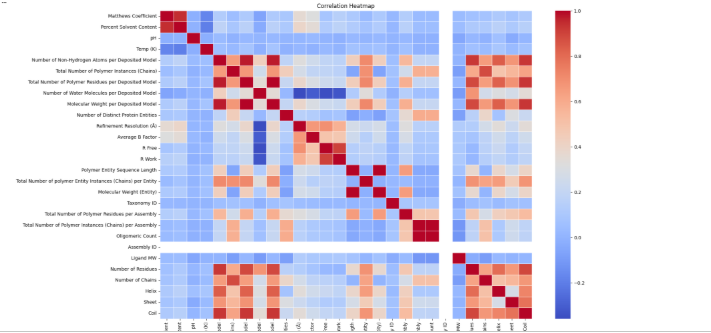 Correlation Heatmap
Matthews Coefficient
Percent Solvent Content
pH
Temp (K)
Number of Non-Hydrogen Atoms per Deposited Model
Total Number of Polymer Instances (Chains)
Total Number of Polymer Residues per Deposited Model
Number of Water Molecules per Deposited Model
Molecular Weight per Deposited Model
Number of Distinct Protein Entities
Refinement Resolution (Å)
Average B Factor
R Free
R Work
Polymer Entity Sequence Length
Total Number of polymer Entity Instances (Chains) per Entity
Molecular Weight (Entity)
Taxonomy ID
Total Number of Polymer Residues per Assembly
Total Number of Polymer Instances (Chains) per Assembly
Oligomeric Count
Assembly ID
Ligand MW
Number of Residues
Number of Chains
Helix
Sheet
Coil
1.0
0.8
0.6
0.4
0.2
0.0
−0.2